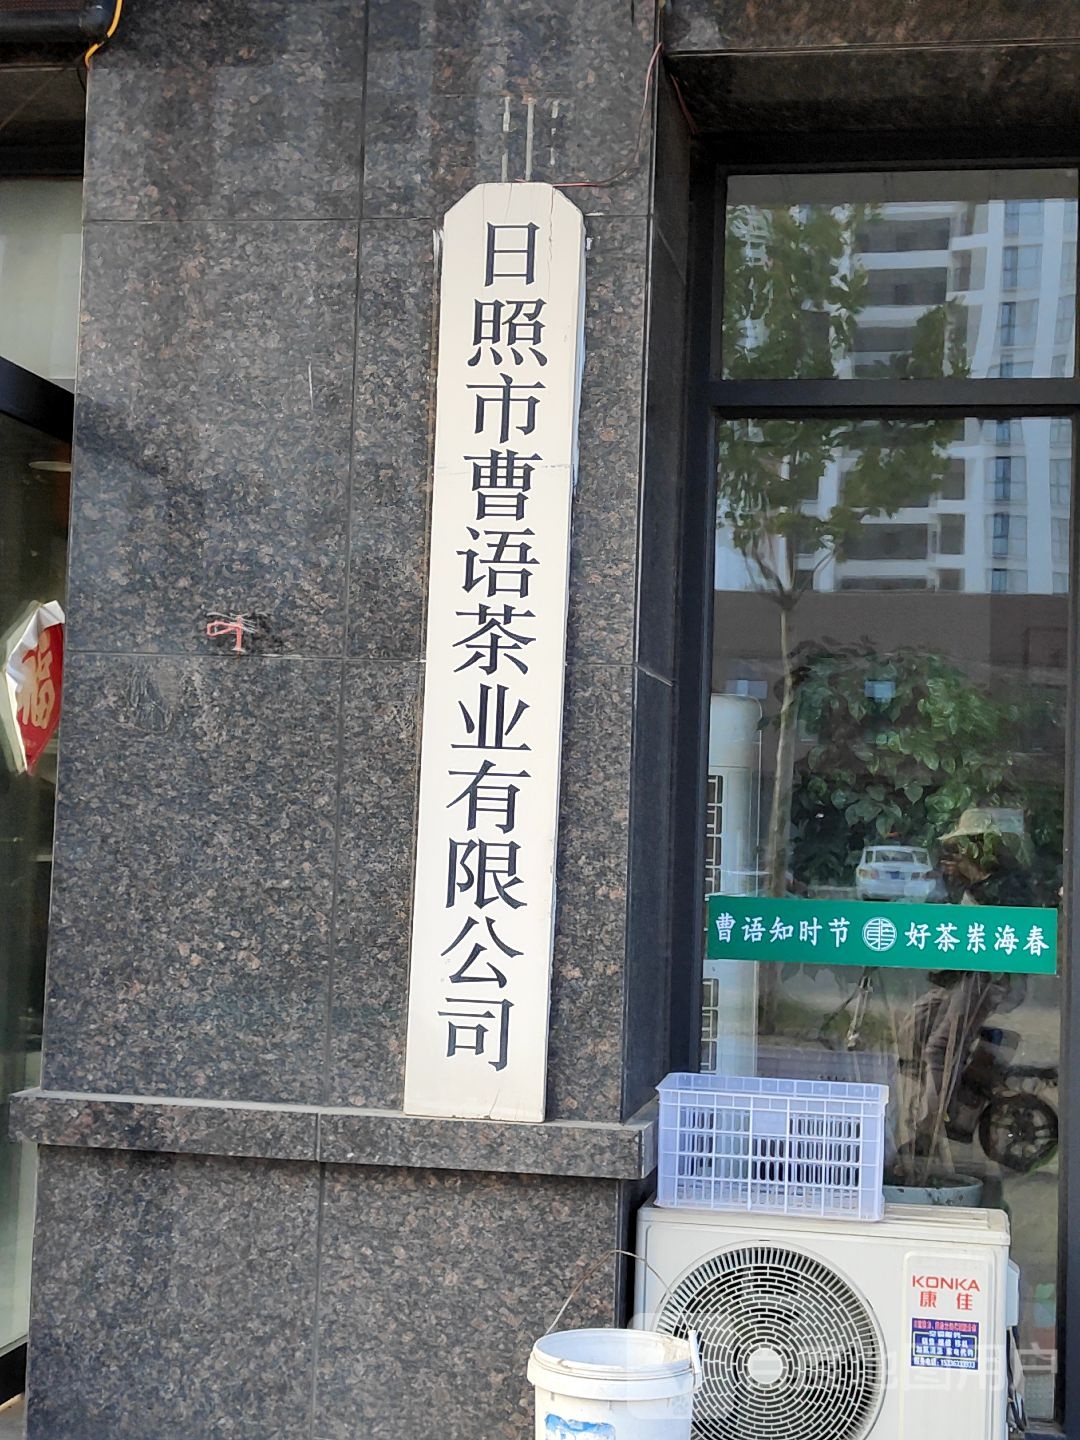 日照市曹语茶业有限公司
福
曹语知时节 好茶岽海春
KONKA
康佳